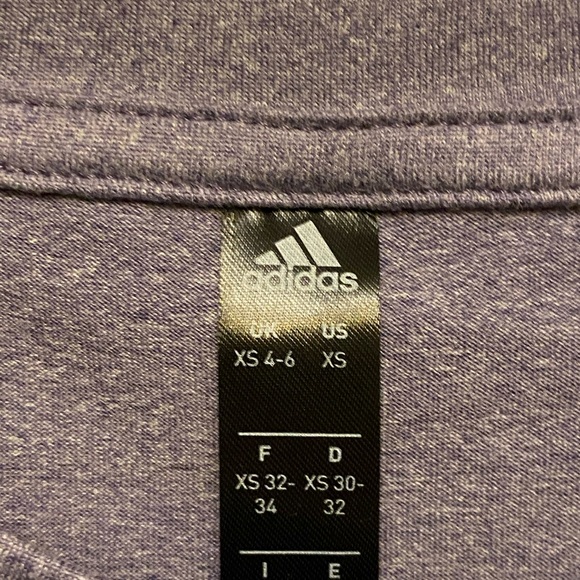 adidas
UK US
XS 4-6 XS
F D
XS 32- XS 30-
34 32
I E